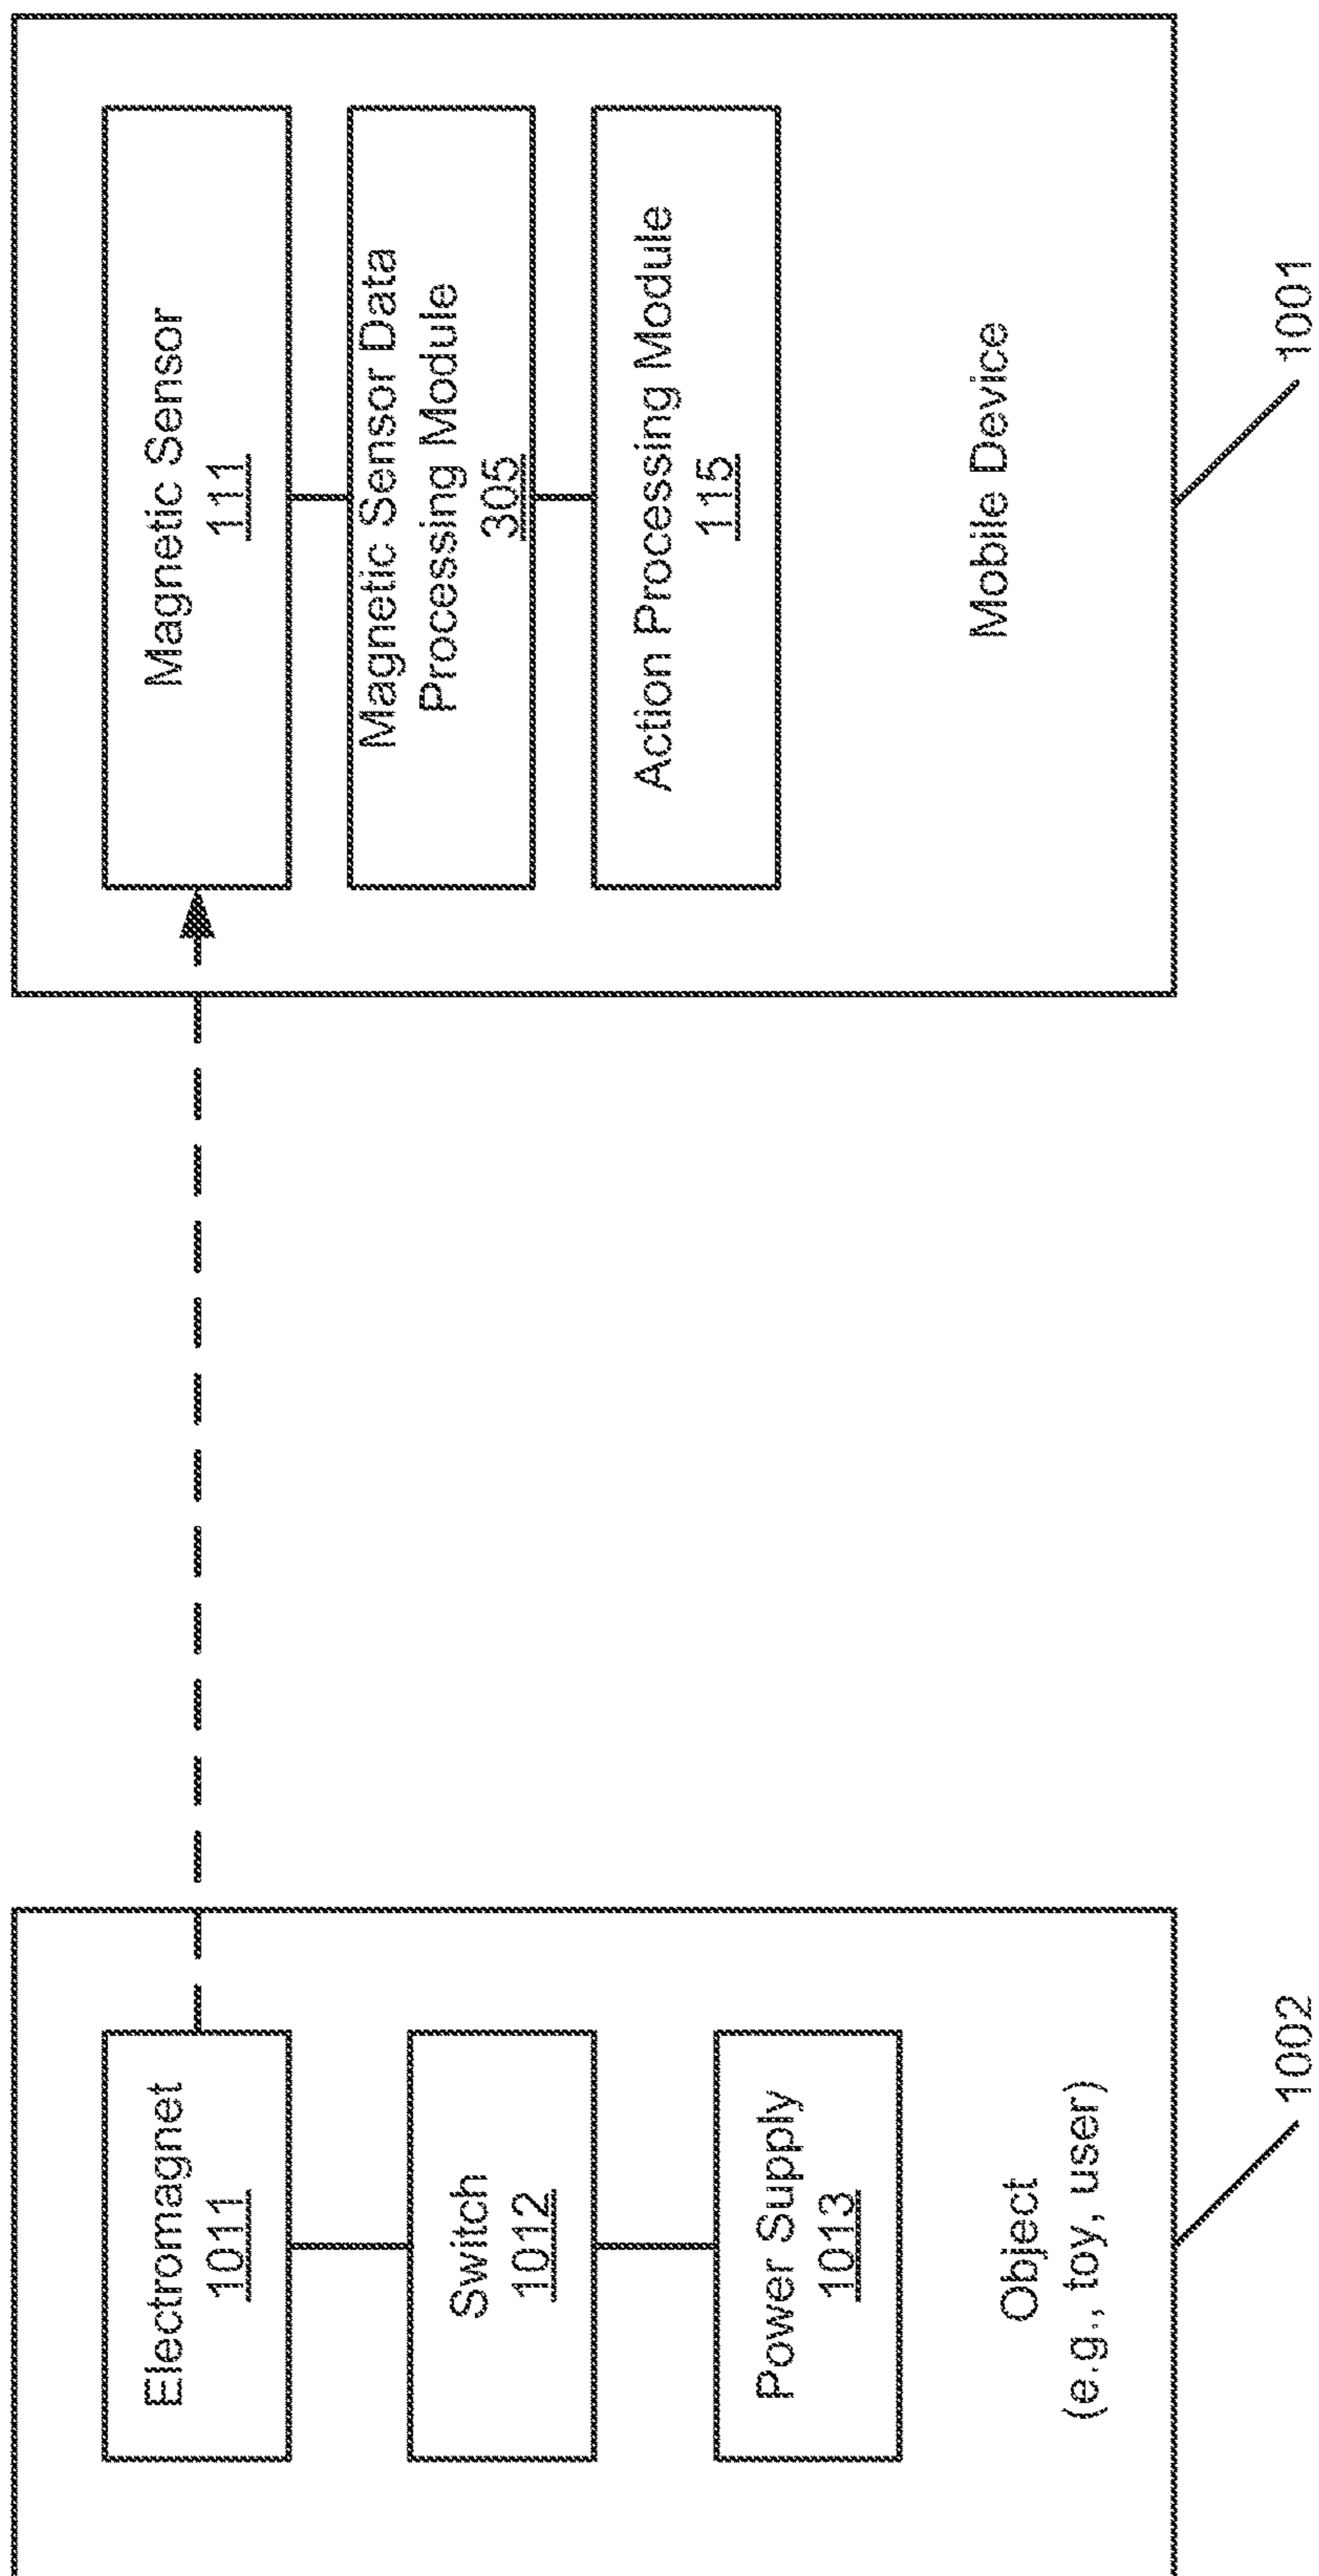 Electromagnet
1011
Switch
1012
Power Supply
1013
Object
(e.g., toy, user)
1002
Magnetic Sensor
111
Magnetic Sensor Data
Processing Module
305
Action Processing Module
115
Mobile Device
1001